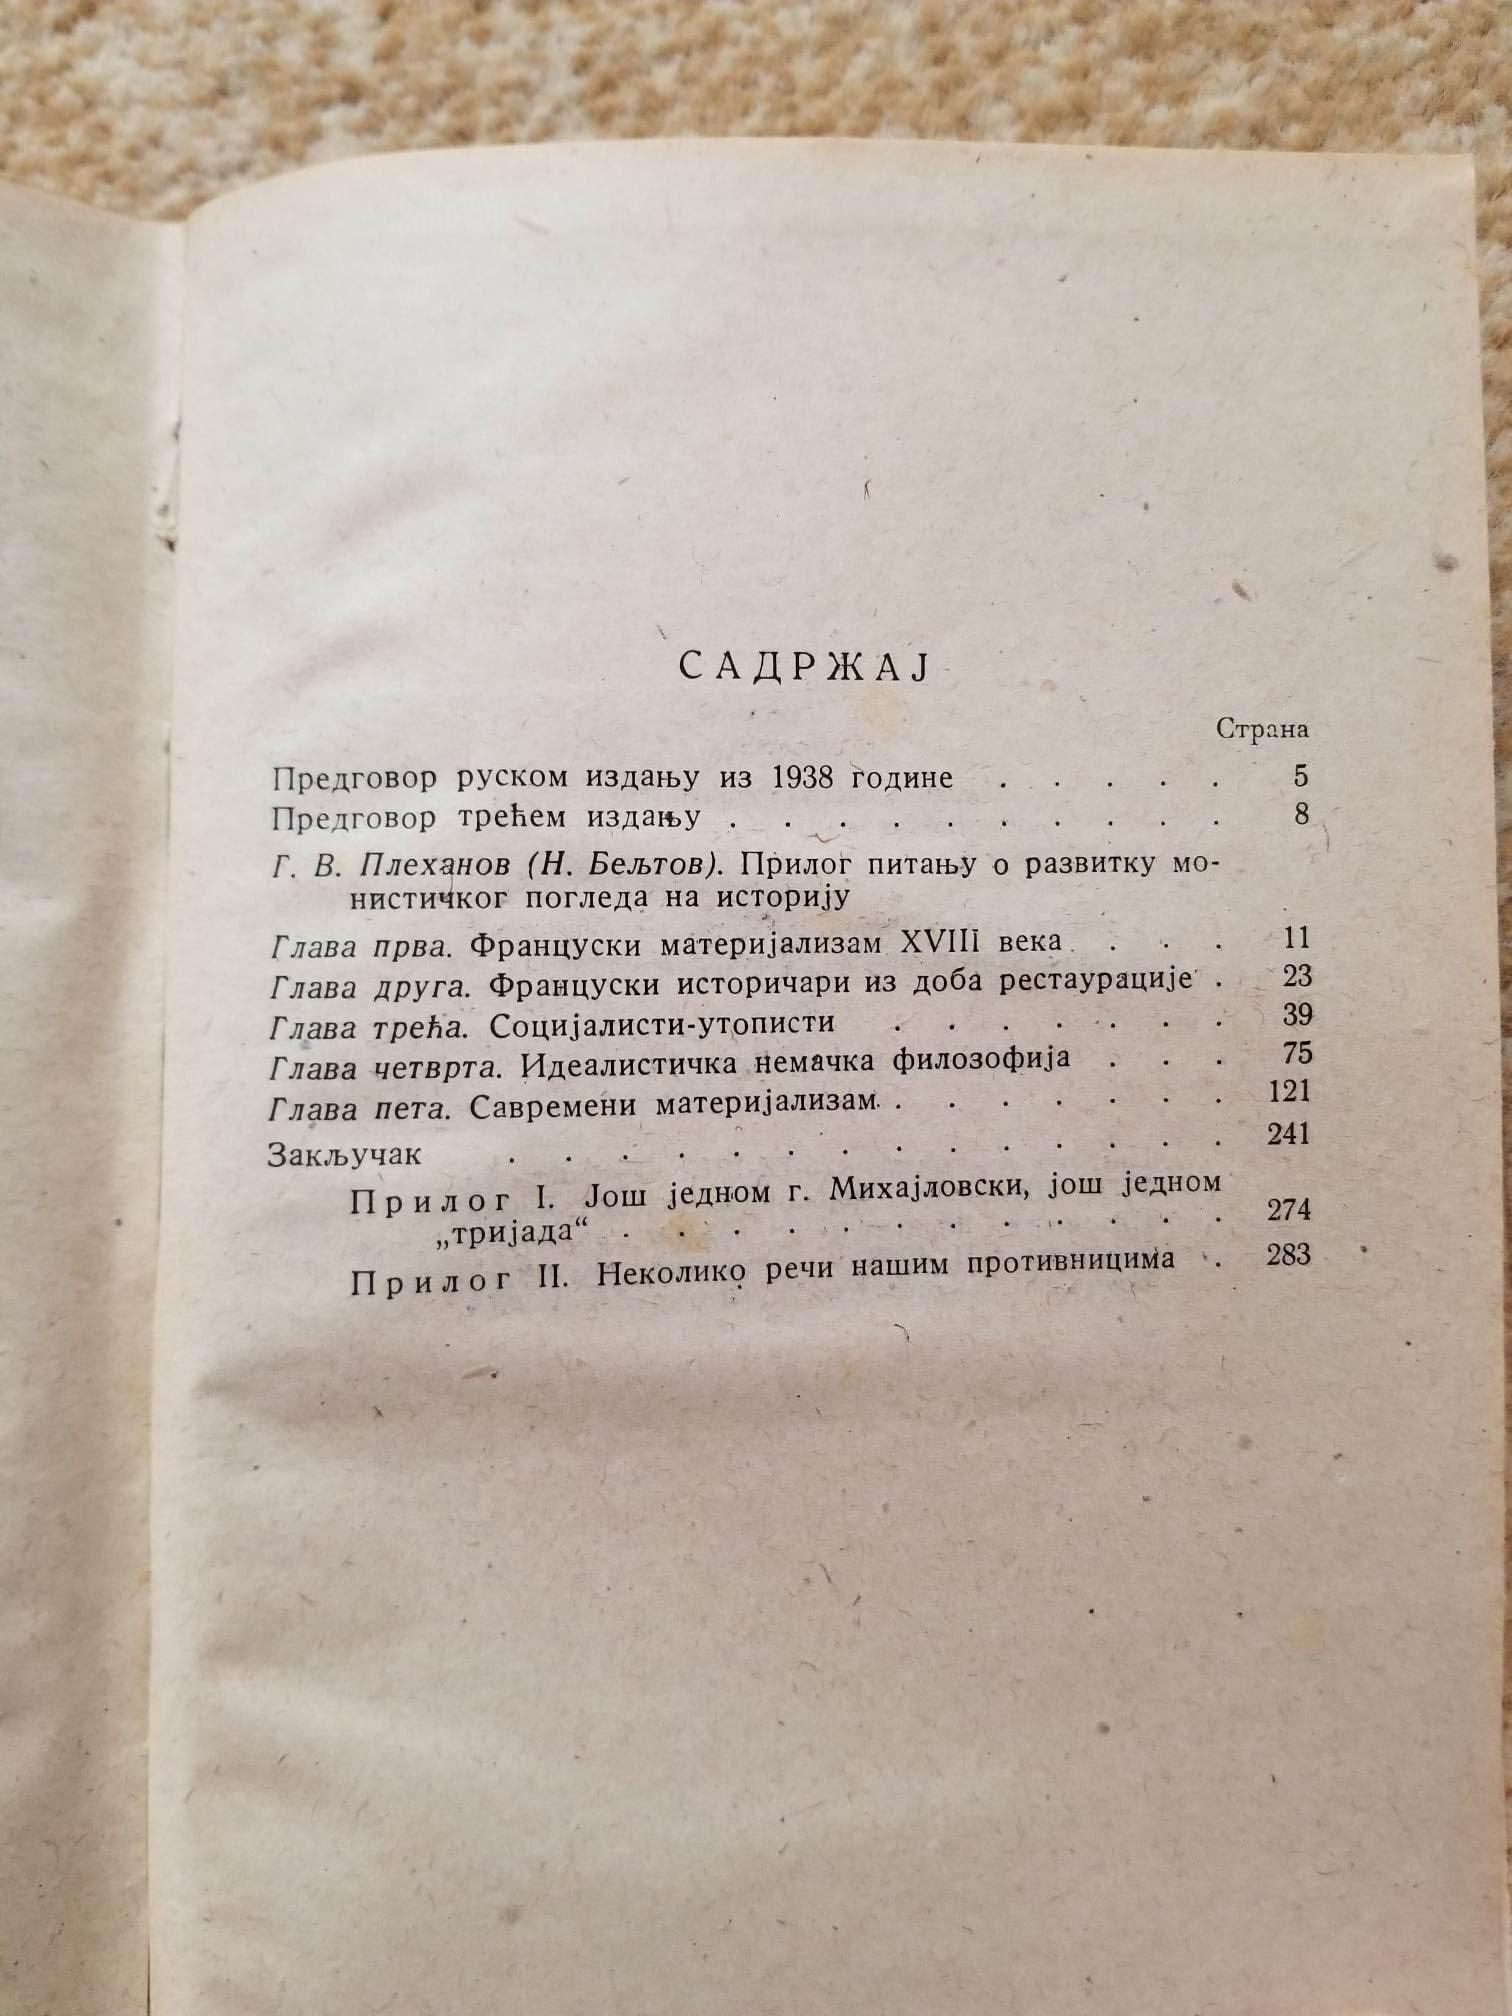 САДРЖАЈ
Страна
Предговор руском издању из 1938 године . . . . . 5
Предговор трећем издању . . . . . . . . . . 8
Г. В. Плеханов (Н. Бељтов). Прилог питању о развитку мо-
нистичког погледа на историју
Глава прва. Француски материјализам XVIII века . . . 11
Глава друга. Француски историчари из доба рестаурације . 23
Глава трећа. Социјалисти-утописти . . . . . . . 39
Глава четврта. Идеалистичка немачка филозофија . . . 75
Глава пета. Савремени материјализам . . . . . . . 121
Закључак . . . . . . . . . . . . . . 241
Прилог I. Још једном г. Михајловски, још једном
„тријада“ . . . . . . . . . . . . 274
Прилог II. Неколико речи нашим противницима . 283